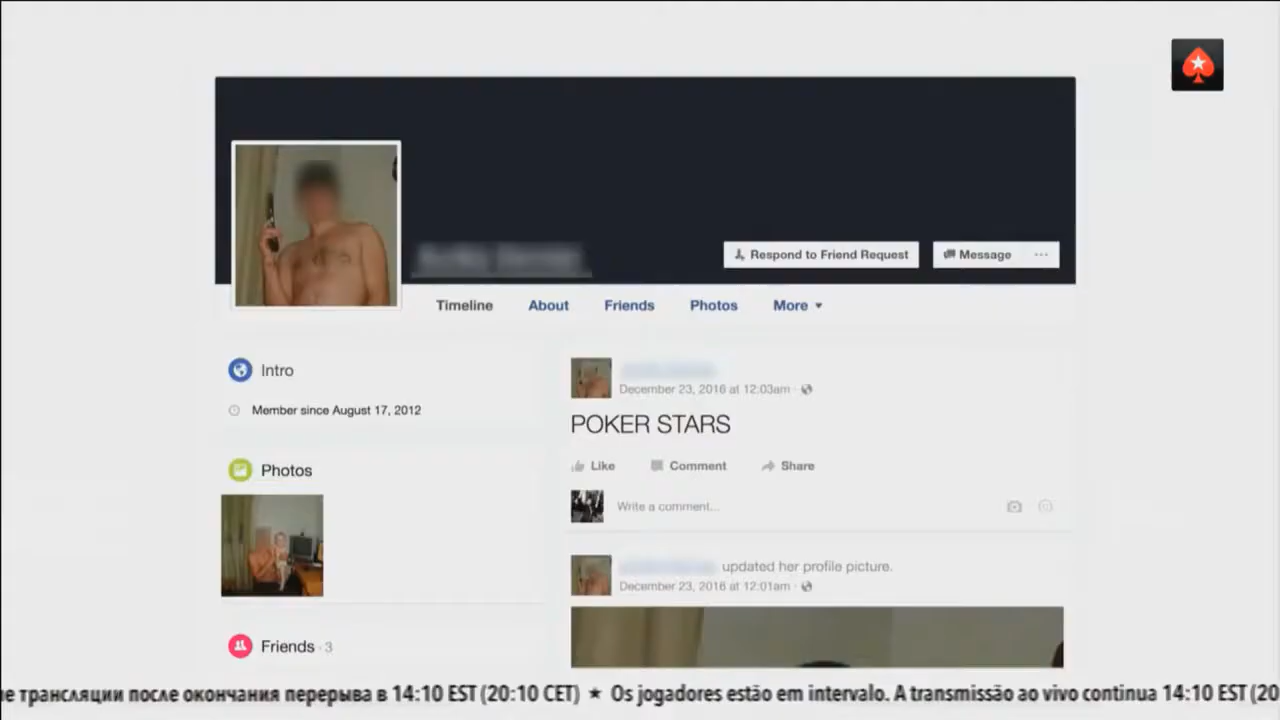 Respond to Friend Request
Message
Timeline
About
Friends
Photos
More
Intro
Member since August 17, 2012
Photos
Friends · 3
December 23, 2016 at 12:03am ·
POKER STARS
Like
Comment
Share
Write a comment...
updated her profile picture.
December 23, 2016 at 12:01am ·
е трансляции после окончания перерыва в 14:10 EST (20:10 CET) ★ Os jogadores estão em intervalo. A transmissão ao vivo continua 14:10 EST (20